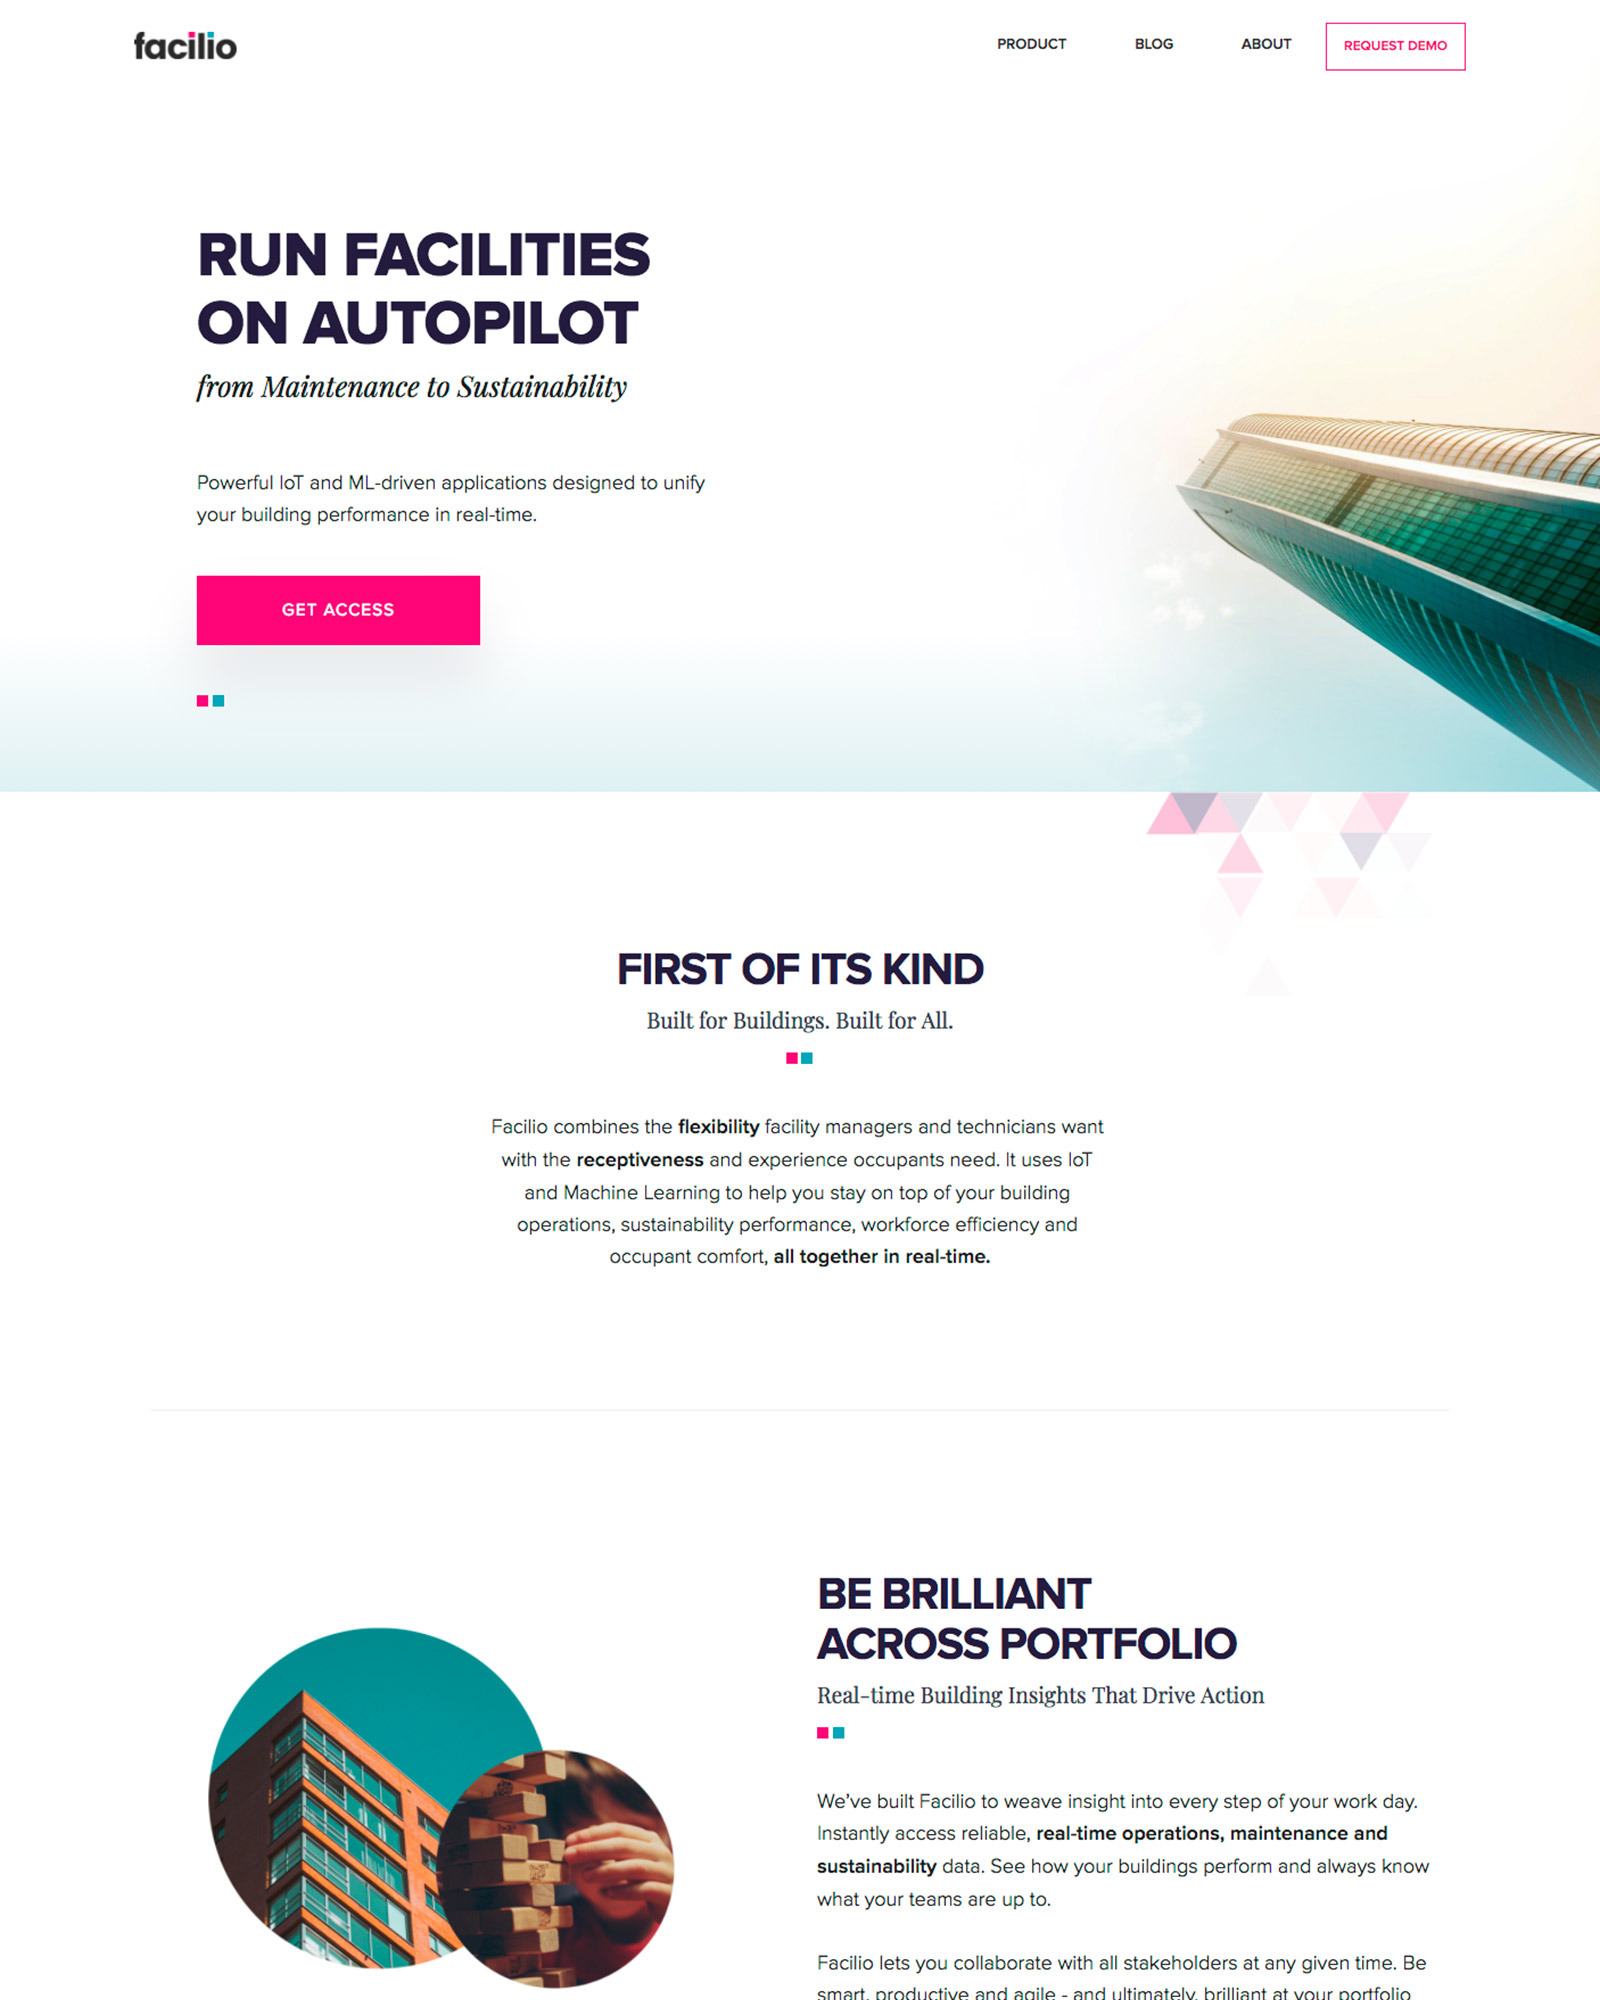 facilio
PRODUCT BLOG ABOUT REQUEST DEMO
RUN FACILITIES
ON AUTOPILOT
from Maintenance to Sustainability
Powerful IoT and ML-driven applications designed to unify
your building performance in real-time.
GET ACCESS
FIRST OF ITS KIND
Built for Buildings. Built for All.
Facilio combines the flexibility facility managers and technicians want
with the receptiveness and experience occupants need. It uses IoT
and Machine Learning to help you stay on top of your building
operations, sustainability performance, workforce efficiency and
occupant comfort, all together in real-time.
BE BRILLIANT
ACROSS PORTFOLIO
Real-time Building Insights That Drive Action
We’ve built Facilio to weave insight into every step of your work day.
Instantly access reliable, real-time operations, maintenance and
sustainability data. See how your buildings perform and always know
what your teams are up to.
Facilio lets you collaborate with all stakeholders at any given time. Be
smart, productive and agile - and ultimately, brilliant at your portfolio